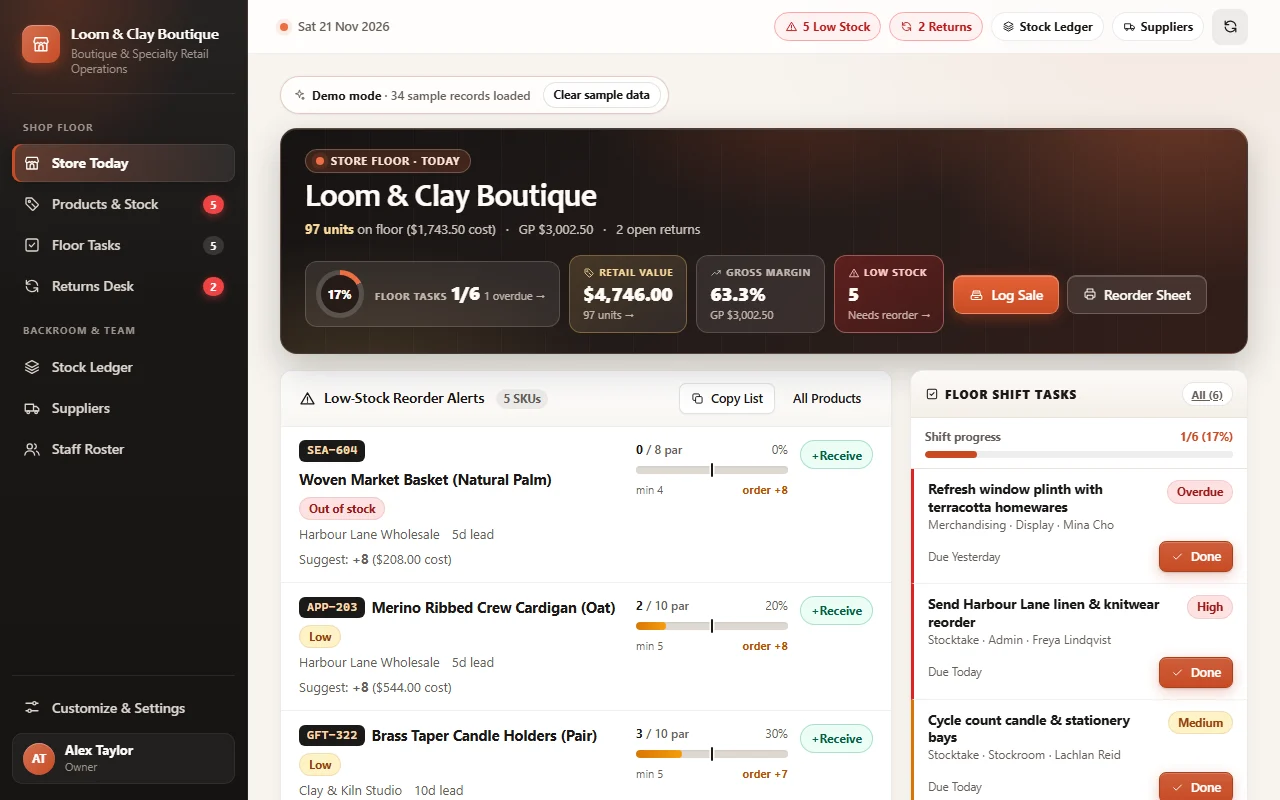 Loom & Clay Boutique
Boutique & Specialty Retail
Operations
SHOP FLOOR
Store Today
Products & Stock 5
Floor Tasks 5
Returns Desk 2
BACKROOM & TEAM
Stock Ledger
Suppliers
Staff Roster
Customize & Settings
AT Alex Taylor
Owner
Sat 21 Nov 2026
5 Low Stock 2 Returns Stock Ledger Suppliers
Demo mode · 34 sample records loaded Clear sample data
STORE FLOOR · TODAY
Loom & Clay Boutique
97 units on floor ($1,743.50 cost) · GP $3,002.50 · 2 open returns
17% FLOOR TASKS 1/6 1 overdue →
RETAIL VALUE
$4,746.00
97 units →
GROSS MARGIN
63.3%
GP $3,002.50
LOW STOCK
5
Needs reorder →
Log Sale Reorder Sheet
Low-Stock Reorder Alerts 5 SKUs Copy List All Products
SEA-604
Woven Market Basket (Natural Palm)
Out of stock
Harbour Lane Wholesale 5d lead
Suggest: +8 ($208.00 cost)
0 / 8 par 0%
min 4 order +8
+Receive
APP-203 Merino Ribbed Crew Cardigan (Oat)
Low
Harbour Lane Wholesale 5d lead
Suggest: +8 ($544.00 cost)
2 / 10 par 20%
min 5 order +8
+Receive
GFT-322 Brass Taper Candle Holders (Pair)
Low
Clay & Kiln Studio 10d lead
3 / 10 par 30%
min 5 order +7
+Receive
FLOOR SHIFT TASKS All (6)
Shift progress 1/6 (17%)
Refresh window plinth with
terracotta homewares
Overdue
Merchandising · Display · Mina Cho
Due Yesterday Done
Send Harbour Lane linen & knitwear
reorder
High
Stocktake · Admin · Freya Lindqvist
Due Today Done
Cycle count candle & stationery
bays
Medium
Stocktake · Stockroom · Lachlan Reid
Due Today Done